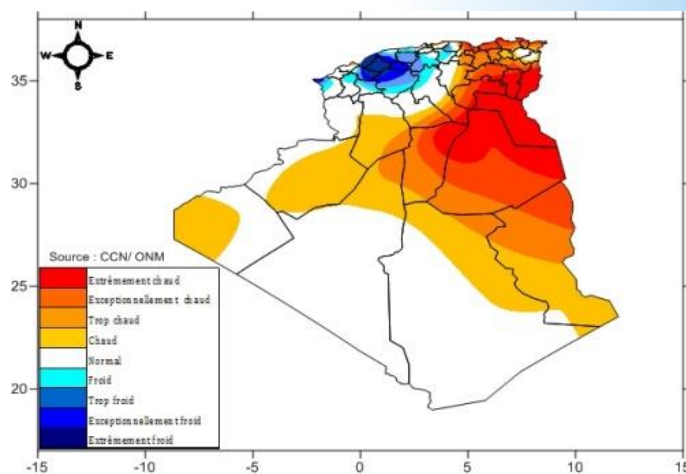 N
W E
S
35
30
25
20
Source : CCN/ ONM
Extrêmement chaud
Exceptionnellement chaud
Trop chaud
Chaud
Normal
Froid
Trop froid
Exceptionnellement froid
Extrêmement froid
-15 -10 -5 0 5 10 15